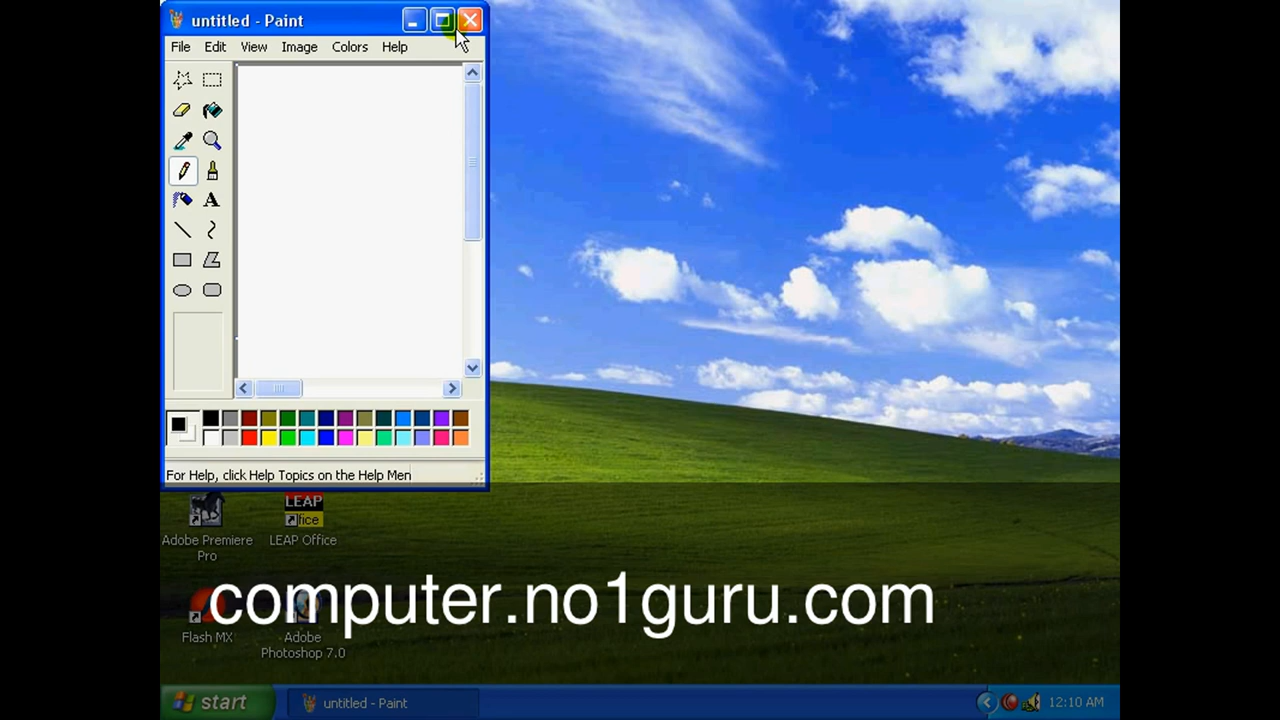 untitled - Paint
File Edit View Image Colors Help
A
For Help, click Help Topics on the Help Men
LEAP
ffice
Adobe Premiere
Pro
LEAP Office
computer.no1guru.com
Flash MX
Adobe
Photoshop 7.0
start
untitled - Paint
12:10 AM